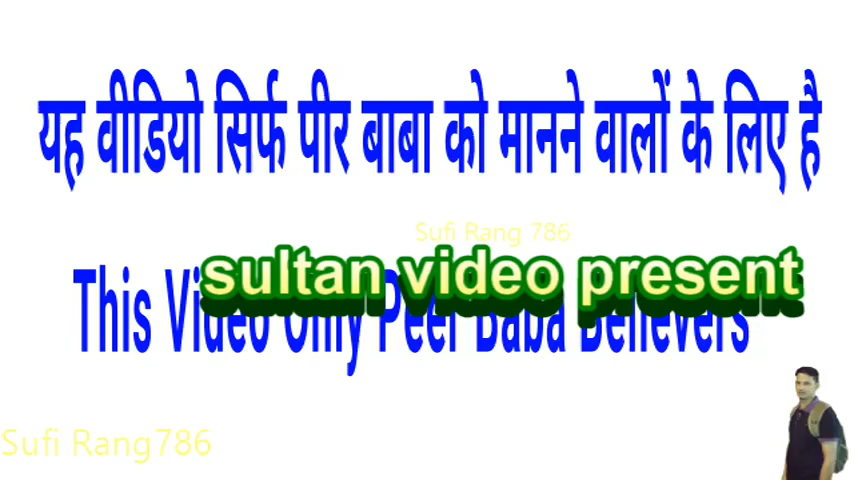 यह वीडियो सिर्फ पीर बाबा को मानने वालों के लिए है
Sufi Rang 786
sultan video present
This Video Only Peer Baba Believers
Sufi Rang786